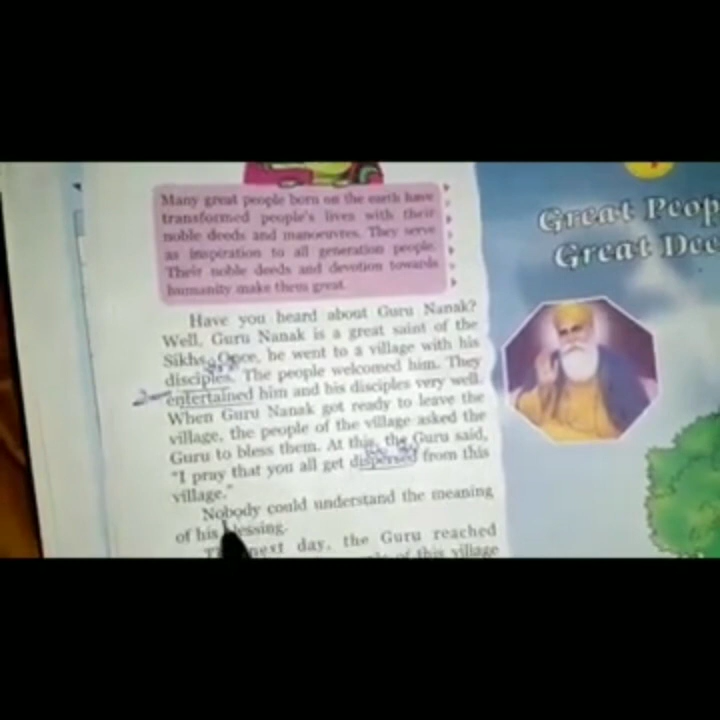 Many great people born on the earth have
transformed people's lives with their
noble deeds and manoeuvres. They serve
as inspiration to all generation people.
Their noble deeds and devotion towards
humanity make them great.
Great Peop
Great Dee
Have you heard about Guru Nanak?
Well, Guru Nanak is a great saint of the
Sikhs. Once, he went to a village with his
disciples. The people welcomed him. They
entertained him and his disciples very well.
When Guru Nanak got ready to leave the
village, the people of the village asked the
Guru to bless them. At this, the Guru said,
"I pray that you all get dispersed from this
village."
Nobody could understand the meaning
of his blessing.
next day, the Guru reached
of this village